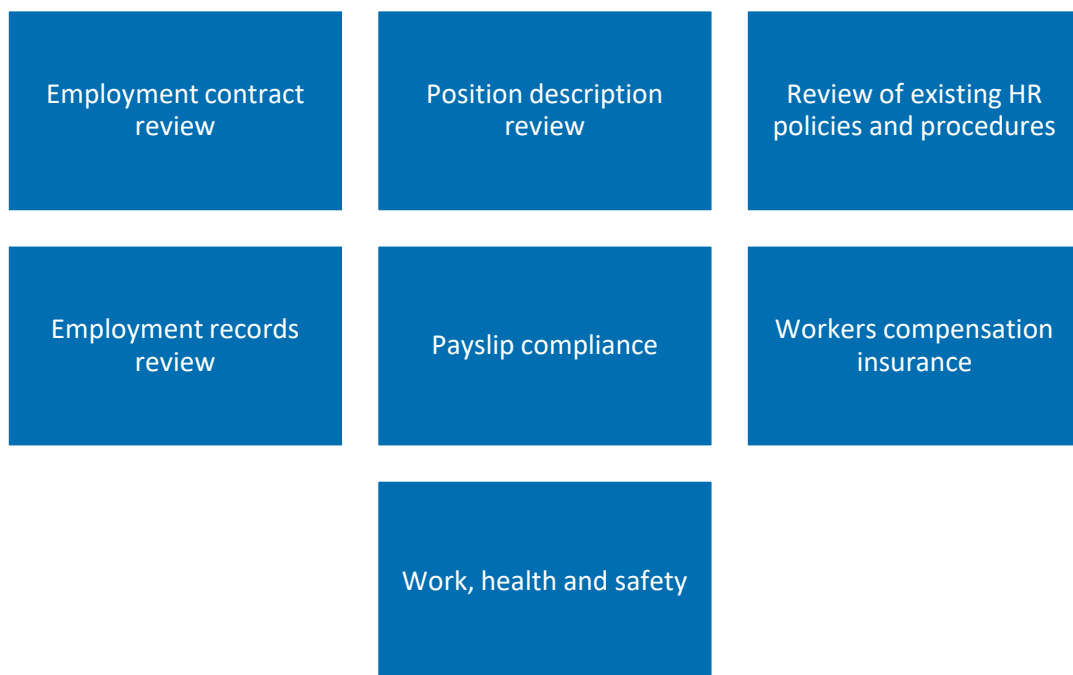 Employment contract
review
Position description
review
Review of existing HR
policies and procedures
Employment records
review
Payslip compliance
Workers compensation
insurance
Work, health and safety